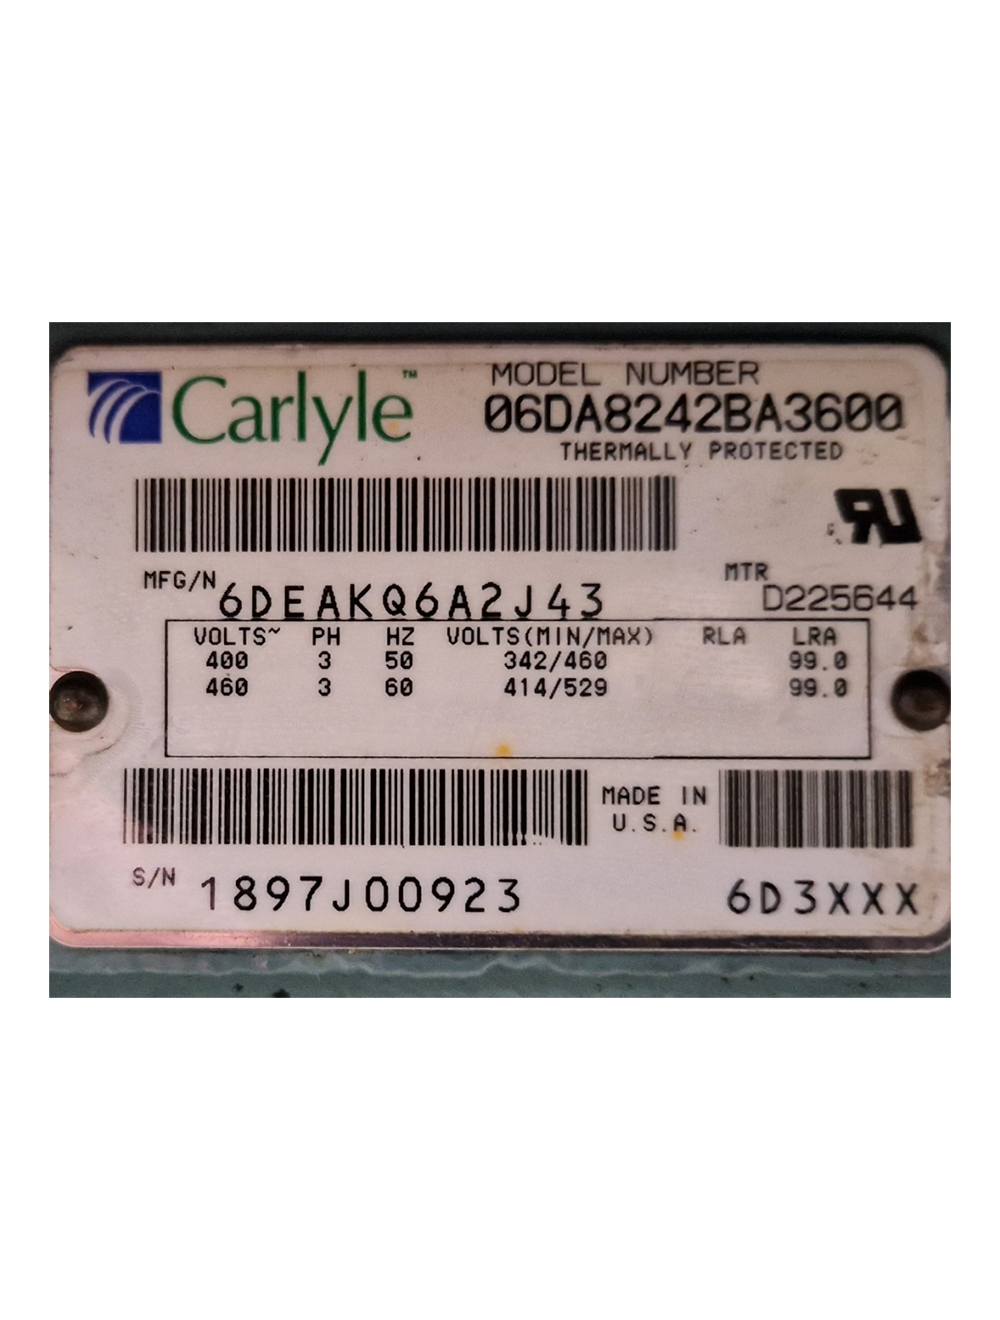 Carlyle™
MODEL NUMBER
06DA8242BA3600
THERMALLY PROTECTED
MFG/N 6DEAKQ6A2J43
MTR D225644
VOLTS~ PH HZ VOLTS(MIN/MAX) RLA LRA
400 3 50 342/460 99.0
460 3 60 414/529 99.0
MADE IN
U.S.A.
S/N 1897J00923
6D3XXX